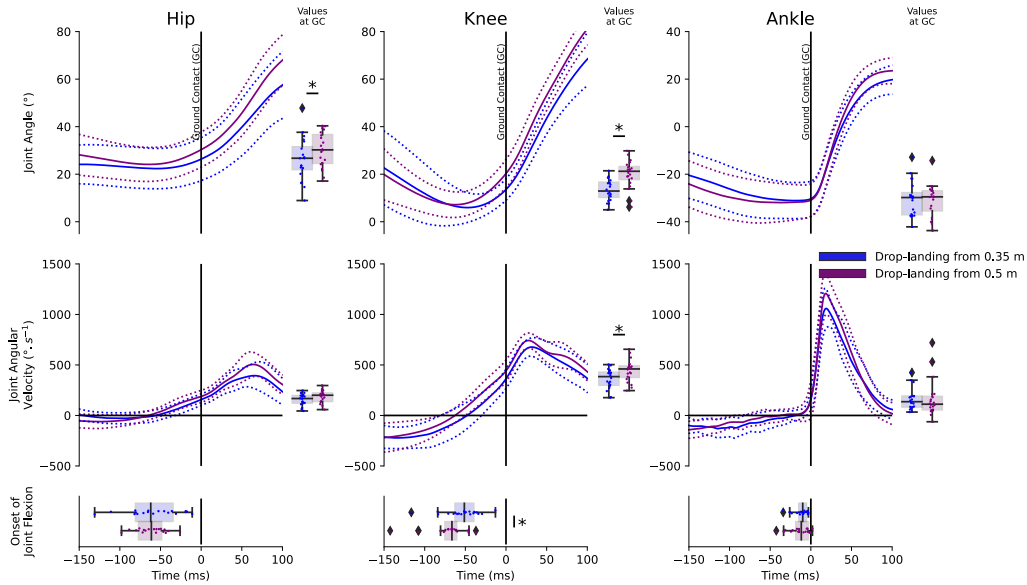 Hip
Values
at GC
Knee
Values
at GC
Ankle
Values
at GC
Joint Angle (°)
80
60
40
20
0
Ground Contact (GC)
*
80
60
40
20
0
Ground Contact (GC)
*
40
20
0
−20
−40
Ground Contact (GC)
Drop-landing from 0.35 m
Drop-landing from 0.5 m
Joint Angular
Velocity (°.s⁻¹)
1500
1000
500
0
−500
1500
1000
500
0
−500
*
1500
1000
500
0
−500
Onset of
Joint Flexion
*
−150 −100 −50 0 50 100
Time (ms)
−150 −100 −50 0 50 100
Time (ms)
−150 −100 −50 0 50 100
Time (ms)